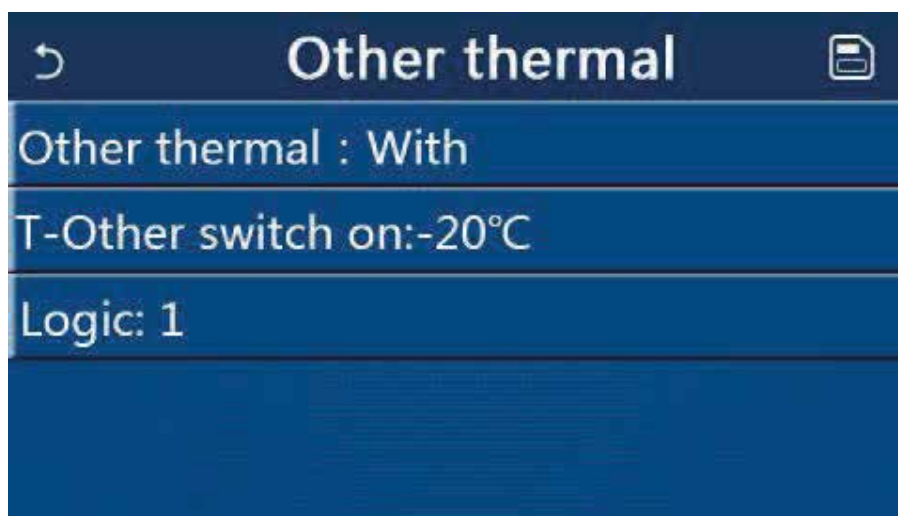 Other thermal
Other thermal : With
T-Other switch on:-20℃
Logic: 1